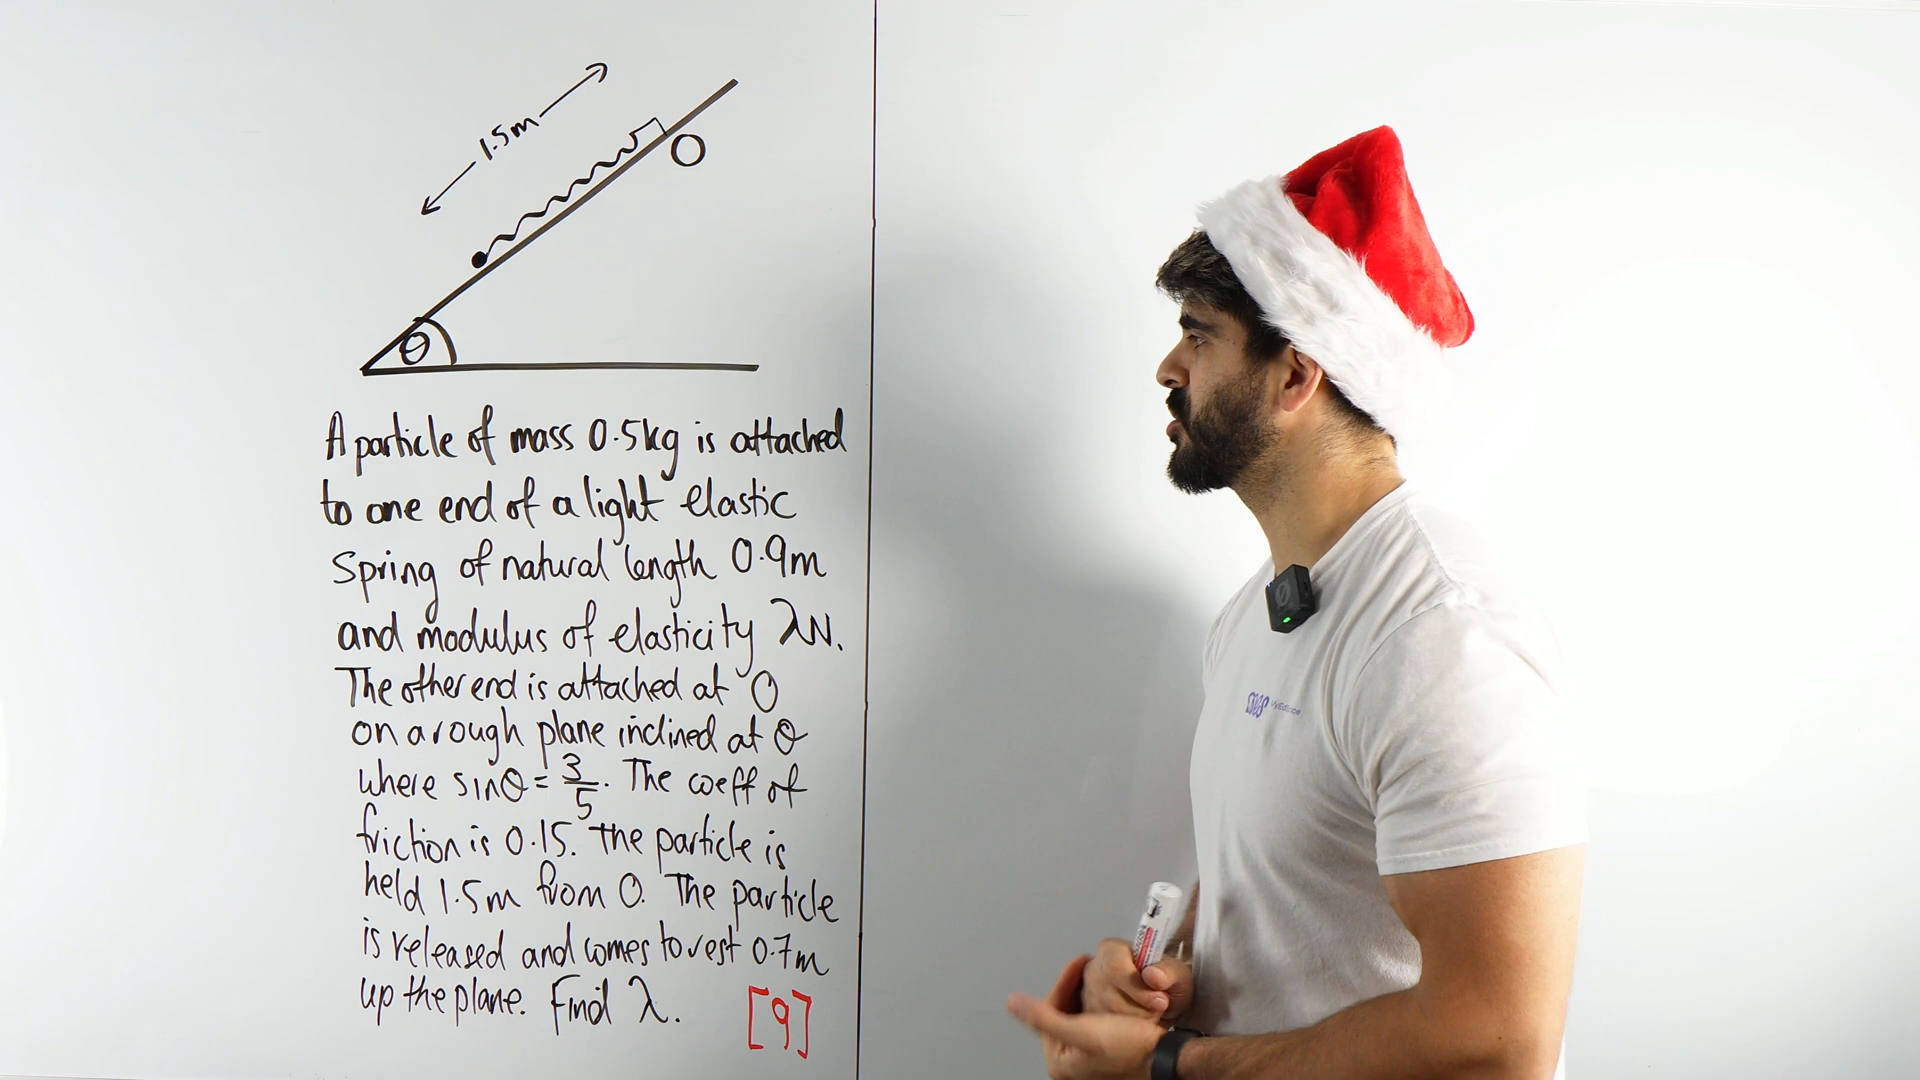 1.5m
O
θ
A particle of mass 0.5kg is attached
to one end of a light elastic
spring of natural length 0.9m
and modulus of elasticity λN.
The other end is attached at O
on a rough plane inclined at θ
where sinθ = 3/5. The coeff of
friction is 0.15. The particle is
held 1.5m from O. The particle
is released and comes to rest 0.7m
up the plane. Find λ.
[9]